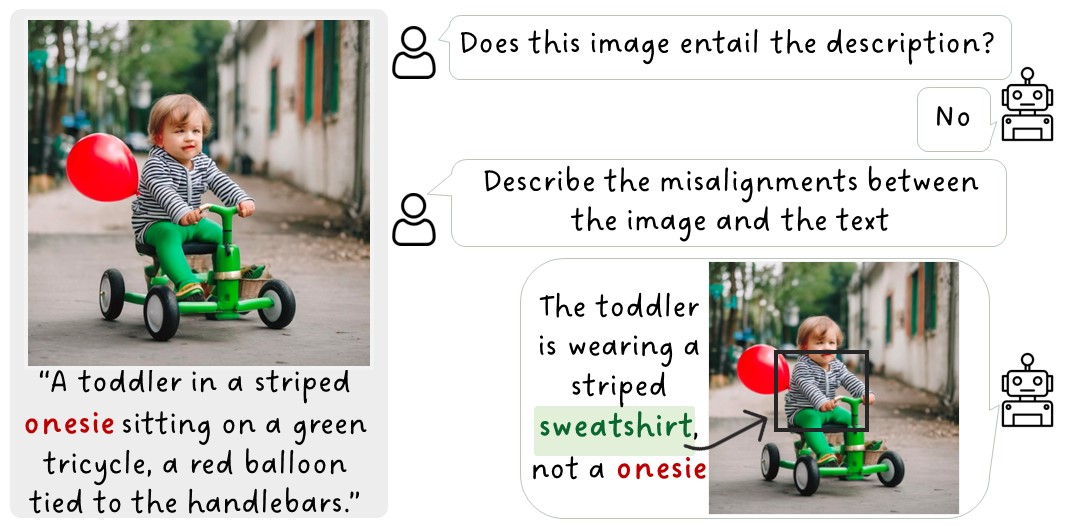 "A toddler in a striped
onesie sitting on a green
tricycle, a red balloon
tied to the handlebars."
Does this image entail the description?
No
Describe the misalignments between
the image and the text
The toddler
is wearing a
striped
sweatshirt,
not a onesie